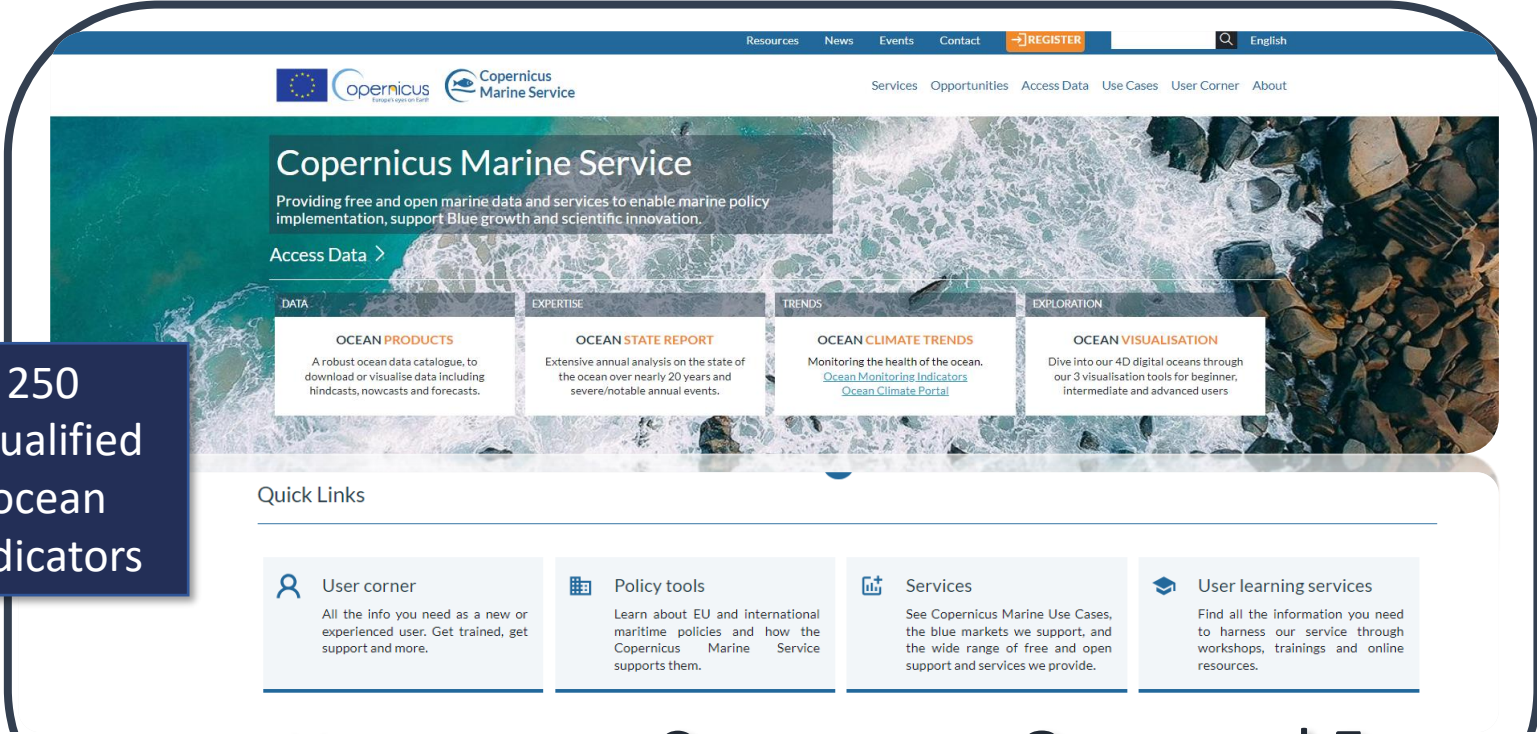 Resources News Events Contact REGISTER English
Copernicus
Europe's eyes on Earth
Copernicus
Marine Service
Services Opportunities Access Data Use Cases User Corner About
Copernicus Marine Service
Providing free and open marine data and services to enable marine policy
implementation, support Blue growth and scientific innovation.
Access Data >
DATA
OCEAN PRODUCTS
A robust ocean data catalogue, to
download or visualise data including
hindcasts, nowcasts and forecasts.
EXPERTISE
OCEAN STATE REPORT
Extensive annual analysis on the state of
the ocean over nearly 20 years and
severe/notable annual events.
TRENDS
OCEAN CLIMATE TRENDS
Monitoring the health of the ocean.
Ocean Monitoring Indicators
Ocean Climate Portal
EXPLORATION
OCEAN VISUALISATION
Dive into our 4D digital oceans through
our 3 visualisation tools for beginner,
intermediate and advanced users
250
ualified
ocean
dicators
Quick Links
User corner
All the info you need as a new or
experienced user. Get trained, get
support and more.
Policy tools
Learn about EU and international
maritime policies and how the
Copernicus Marine Service
supports them.
Services
See Copernicus Marine Use Cases,
the blue markets we support, and
the wide range of free and open
support and services we provide.
User learning services
Find all the information you need
to harness our service through
workshops, trainings and online
resources.